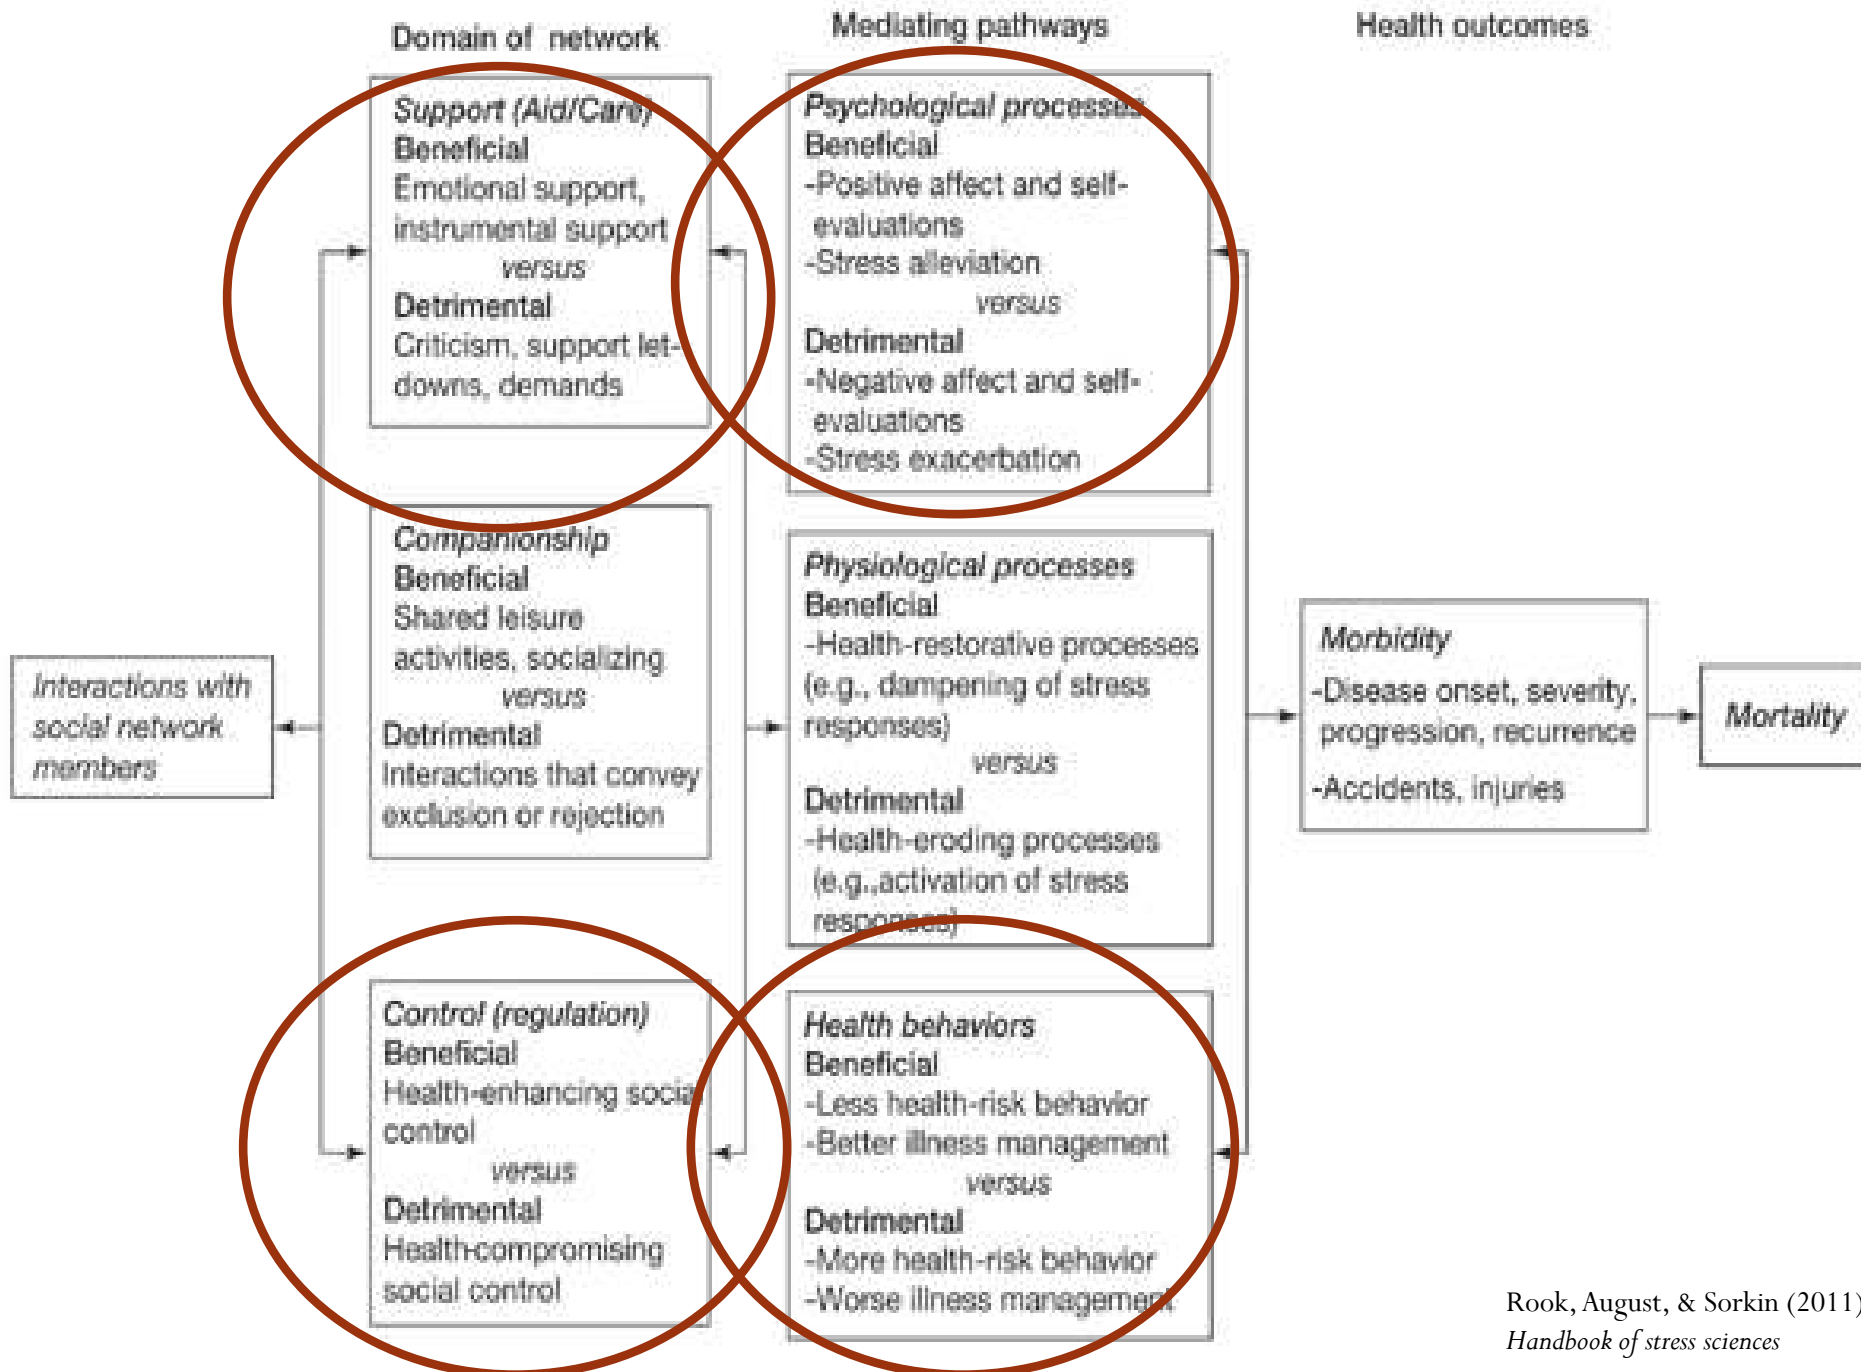 Domain of network
Mediating pathways
Health outcomes
Interactions with
social network
members
Support (Aid/Care)
Beneficial
Emotional support,
instrumental support
versus
Detrimental
Criticism, support let-
downs, demands
Companionship
Beneficial
Shared leisure
activities, socializing
versus
Detrimental
Interactions that convey
exclusion or rejection
Control (regulation)
Beneficial
Health-enhancing social
control
versus
Detrimental
Health-compromising
social control
Psychological processes
Beneficial
-Positive affect and self-
evaluations
-Stress alleviation
versus
Detrimental
-Negative affect and self-
evaluations
-Stress exacerbation
Physiological processes
Beneficial
-Health-restorative processes
(e.g., dampening of stress
responses)
versus
Detrimental
-Health-eroding processes
(e.g.,activation of stress
responses)
Health behaviors
Beneficial
-Less health-risk behavior
-Better illness management
versus
Detrimental
-More health-risk behavior
-Worse illness management
Morbidity
-Disease onset, severity,
progression, recurrence
-Accidents, injuries
Mortality
Rook, August, & Sorkin (2011)
Handbook of stress sciences